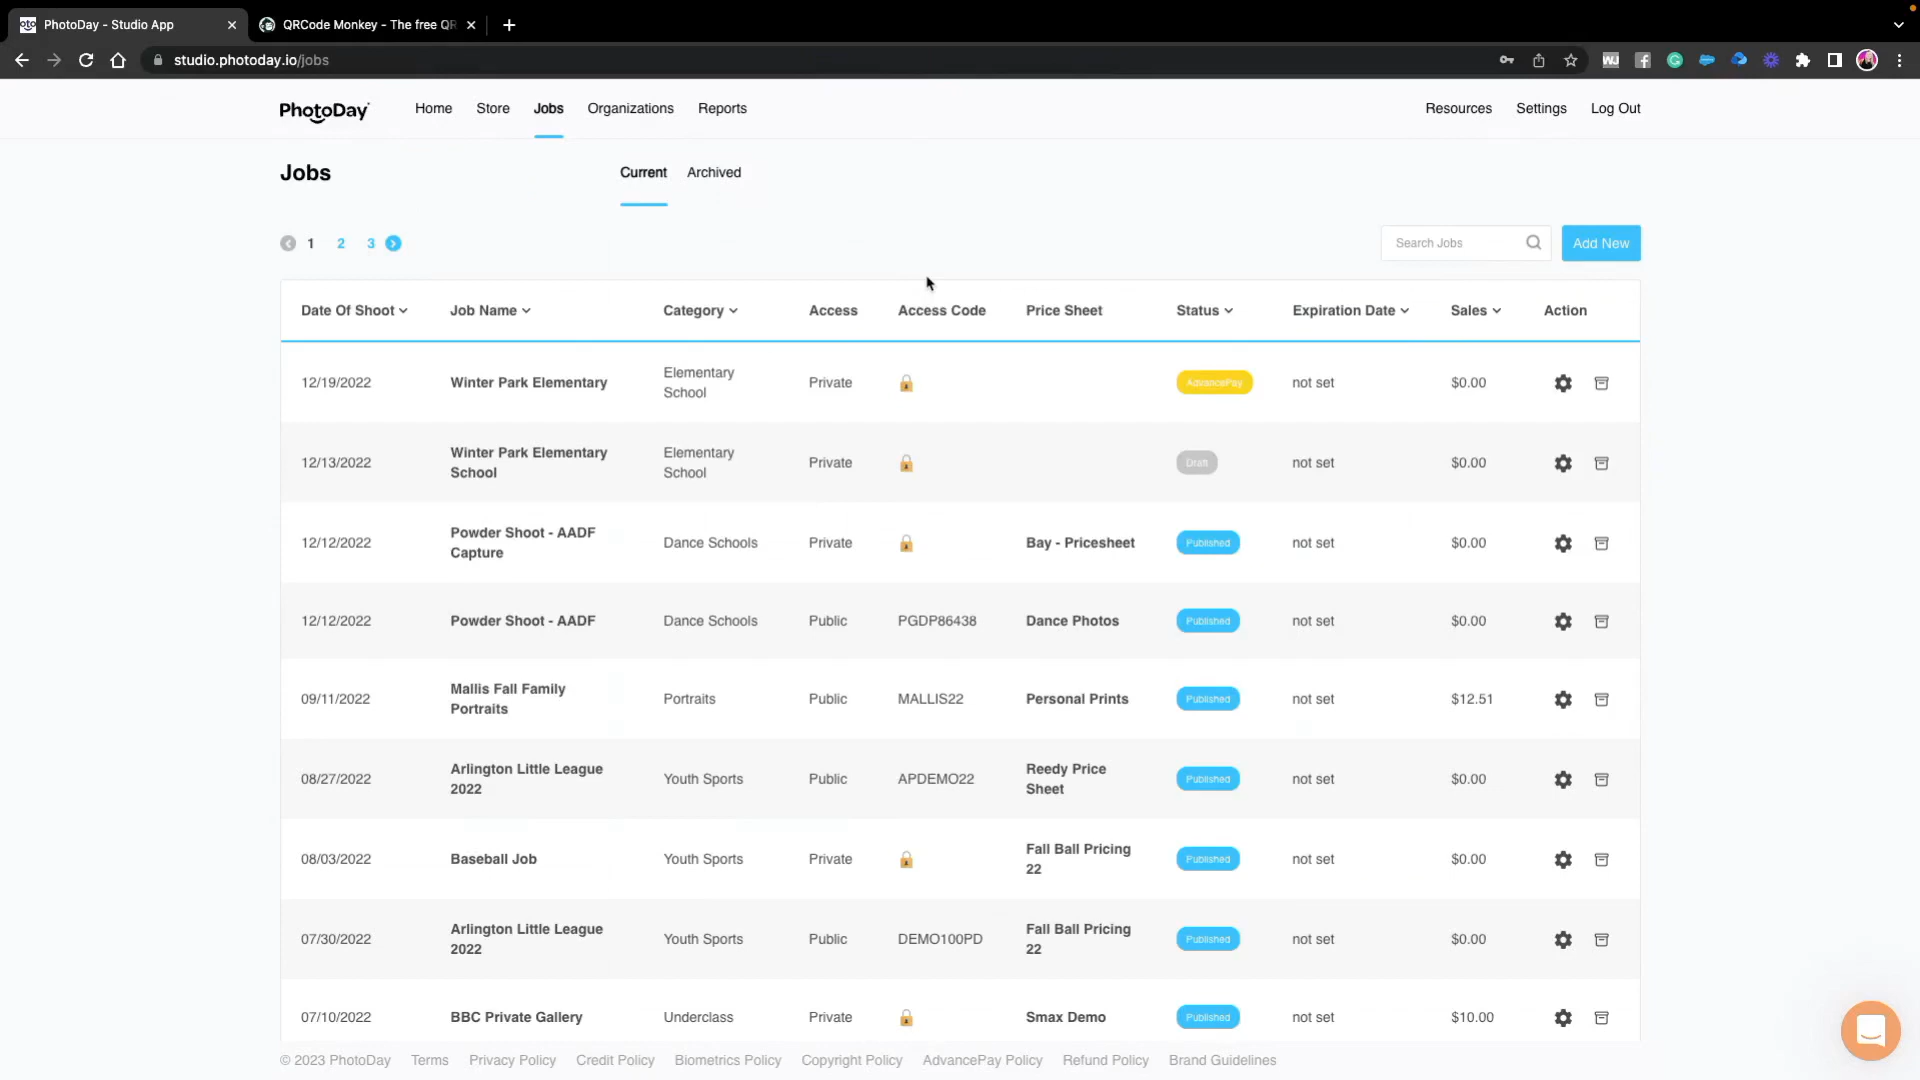 PhotoDay - Studio App
QRCode Monkey - The free QR
studio.photoday.io/jobs
PhotoDay
Home
Store
Jobs
Organizations
Reports
Resources
Settings
Log Out
Jobs
Current
Archived
1 2 3
Search Jobs
Add New
Date Of Shoot
Job Name
Category
Access
Access Code
Price Sheet
Status
Expiration Date
Sales
Action
12/19/2022
Winter Park Elementary
Elementary
School
Private
AdvancePay
not set
$0.00
12/13/2022
Winter Park Elementary
School
Elementary
School
Private
Draft
not set
$0.00
12/12/2022
Powder Shoot - AADF
Capture
Dance Schools
Private
Bay - Pricesheet
Published
not set
$0.00
12/12/2022
Powder Shoot - AADF
Dance Schools
Public
PGDP86438
Dance Photos
Published
not set
$0.00
09/11/2022
Mallis Fall Family
Portraits
Portraits
Public
MALLIS22
Personal Prints
Published
not set
$12.51
08/27/2022
Arlington Little League
2022
Youth Sports
Public
APDEMO22
Reedy Price
Sheet
Published
not set
$0.00
08/03/2022
Baseball Job
Youth Sports
Private
Fall Ball Pricing
22
Published
not set
$0.00
07/30/2022
Arlington Little League
2022
Youth Sports
Public
DEMO100PD
Fall Ball Pricing
22
Published
not set
$0.00
07/10/2022
BBC Private Gallery
Underclass
Private
Smax Demo
Published
not set
$10.00
© 2023 PhotoDay
Terms
Privacy Policy
Credit Policy
Biometrics Policy
Copyright Policy
AdvancePay Policy
Refund Policy
Brand Guidelines